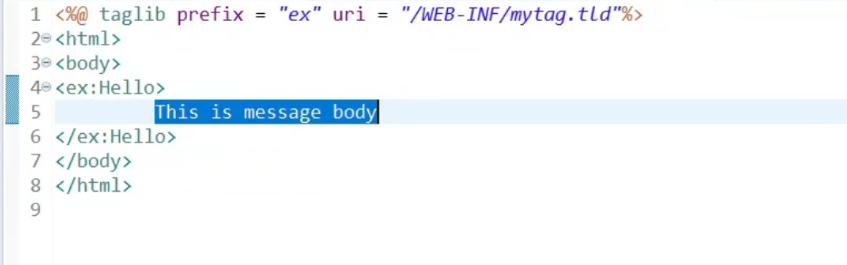 1 <%@ taglib prefix = "ex" uri = "/WEB-INF/mytag.tld"%>
2 <html>
3 <body>
4 <ex:Hello>
5 This is message body
6 </ex:Hello>
7 </body>
8 </html>
9